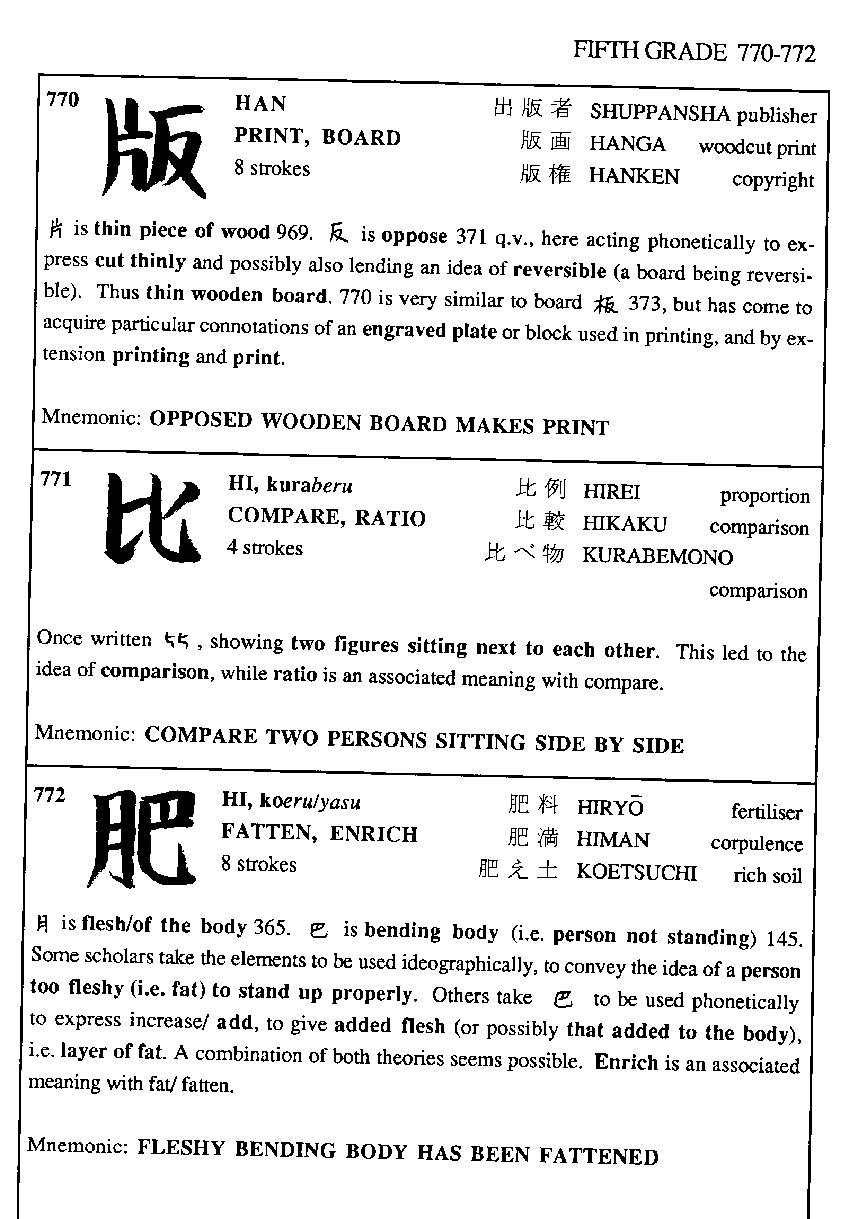 FIFTH GRADE 770-772
770 版 HAN 出版者 SHUPPANSHA publisher
PRINT, BOARD 版画 HANGA woodcut print
8 strokes 版権 HANKEN copyright
片 is thin piece of wood 969. 反 is oppose 371 q.v., here acting phonetically to ex-
press cut thinly and possibly also lending an idea of reversible (a board being reversi-
ble). Thus thin wooden board. 770 is very similar to board 板 373, but has come to
acquire particular connotations of an engraved plate or block used in printing, and by ex-
tension printing and print.
Mnemonic: OPPOSED WOODEN BOARD MAKES PRINT
771 比 HI, kuraberu 比例 HIREI proportion
COMPARE, RATIO 比較 HIKAKU comparison
4 strokes 比べ物 KURABEMONO
comparison
Once written , showing two figures sitting next to each other. This led to the
idea of comparison, while ratio is an associated meaning with compare.
Mnemonic: COMPARE TWO PERSONS SITTING SIDE BY SIDE
772 肥 HI, koeru/yasu 肥料 HIRYŌ fertiliser
FATTEN, ENRICH 肥満 HIMAN corpulence
8 strokes 肥え土 KOETSUCHI rich soil
月 is flesh/of the body 365. 巴 is bending body (i.e. person not standing) 145.
Some scholars take the elements to be used ideographically, to convey the idea of a person
too fleshy (i.e. fat) to stand up properly. Others take 巴 to be used phonetically
to express increase/ add, to give added flesh (or possibly that added to the body),
i.e. layer of fat. A combination of both theories seems possible. Enrich is an associated
meaning with fat/ fatten.
Mnemonic: FLESHY BENDING BODY HAS BEEN FATTENED